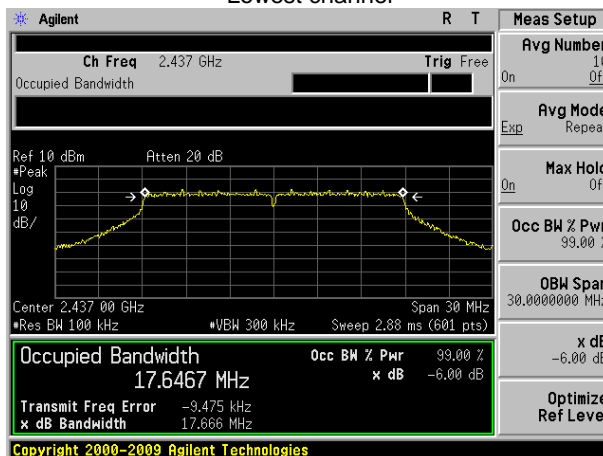 Lowest channel
Agilent R T
Ch Freq 2.437 GHz Trig Free
Occupied Bandwidth
Ref 10 dBm Atten 20 dB
#Peak
Log
10
dB/
Center 2.437 00 GHz Span 30 MHz
#Res BW 100 kHz #VBW 300 kHz Sweep 2.88 ms (601 pts)
Occupied Bandwidth Occ BW % Pwr 99.00 %
17.6467 MHz x dB -6.00 dB
Transmit Freq Error -9.475 kHz
x dB Bandwidth 17.666 MHz
Copyright 2000-2009 Agilent Technologies
Meas Setup
Avg Number
10
On Of
Avg Mode
Exp Repea
Max Hold
On Of
Occ BW % Pwr
99.00 %
OBW Span
30.0000000 MHz
x dB
-6.00 dB
Optimize
Ref Level